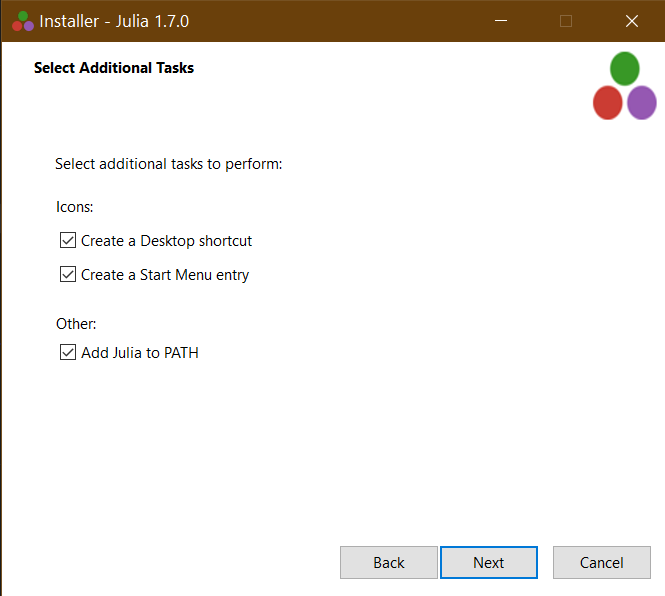 Installer - Julia 1.7.0
Select Additional Tasks
Select additional tasks to perform:
Icons:
Create a Desktop shortcut
Create a Start Menu entry
Other:
Add Julia to PATH
Back Next Cancel